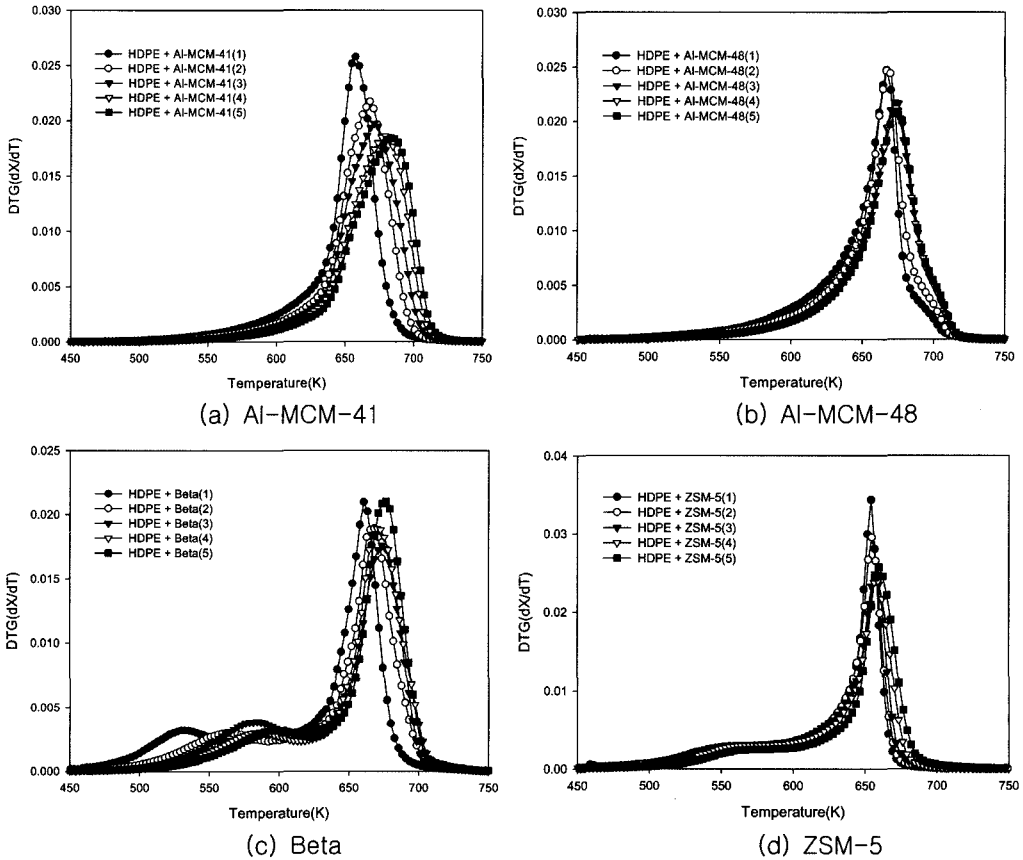 0.030
0.025
0.020
0.015
0.010
0.005
0.000
DTG(dX/dT)
HDPE + Al-MCM-41(1)
HDPE + Al-MCM-41(2)
HDPE + Al-MCM-41(3)
HDPE + Al-MCM-41(4)
HDPE + Al-MCM-41(5)
450 500 550 600 650 700 750
Temperature(K)
(a) Al-MCM-41
0.030
0.025
0.020
0.015
0.010
0.005
0.000
DTG(dX/dT)
HDPE + Al-MCM-48(1)
HDPE + Al-MCM-48(2)
HDPE + Al-MCM-48(3)
HDPE + Al-MCM-48(4)
HDPE + Al-MCM-48(5)
450 500 550 600 650 700 750
Temperature(K)
(b) Al-MCM-48
0.025
0.020
0.015
0.010
0.005
0.000
DTG(dX/dT)
HDPE + Beta(1)
HDPE + Beta(2)
HDPE + Beta(3)
HDPE + Beta(4)
HDPE + Beta(5)
450 500 550 600 650 700 750
Temperature(K)
(c) Beta
0.04
0.03
0.02
0.01
0.00
DTG(dX/dT)
HDPE + ZSM-5(1)
HDPE + ZSM-5(2)
HDPE + ZSM-5(3)
HDPE + ZSM-5(4)
HDPE + ZSM-5(5)
450 500 550 600 650 700 750
Temperature(K)
(d) ZSM-5